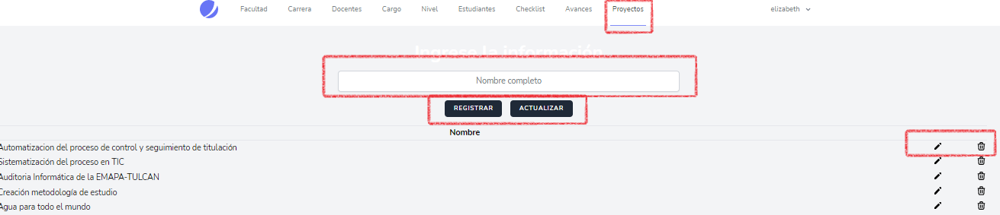 Facultad Carrera Docentes Cargo Nivel Estudiantes Checklist Avances Proyectos elizabeth
Ingrese la información
Nombre completo
REGISTRAR ACTUALIZAR
Nombre
Automatizacion del proceso de control y seguimiento de titulación
Sistematización del proceso en TIC
Auditoria Informática de la EMAPA-TULCAN
Creación metodología de estudio
Agua para todo el mundo